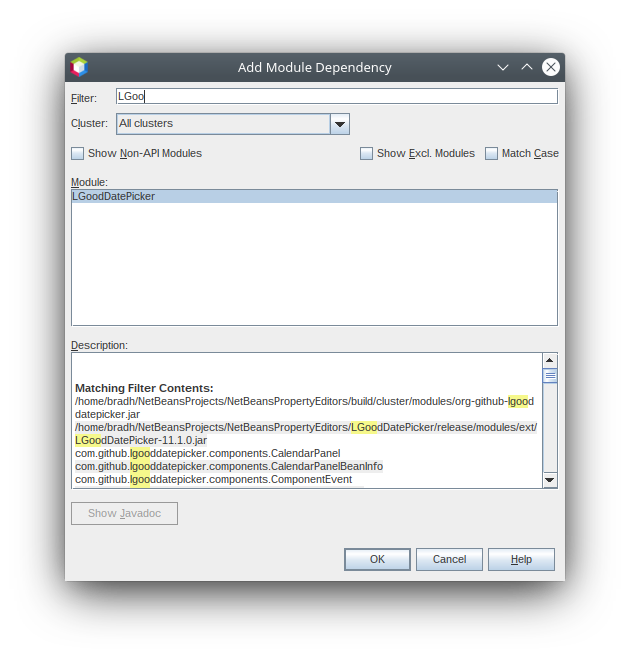 Add Module Dependency
Filter: LGoo
Cluster: All clusters
Show Non-API Modules Show Excl. Modules Match Case
Module:
LGoodDatePicker
Description:
Matching Filter Contents:
/home/bradh/NetBeansProjects/NetBeansPropertyEditors/build/cluster/modules/org-github-lgood
datepicker.jar
/home/bradh/NetBeansProjects/NetBeansPropertyEditors/LGoodDatePicker/release/modules/ext/
LGoodDatePicker-11.1.0.jar
com.github.lgooddatepicker.components.CalendarPanel
com.github.lgooddatepicker.components.CalendarPanelBeanInfo
com.github.lgooddatepicker.components.ComponentEvent
Show Javadoc
OK Cancel Help